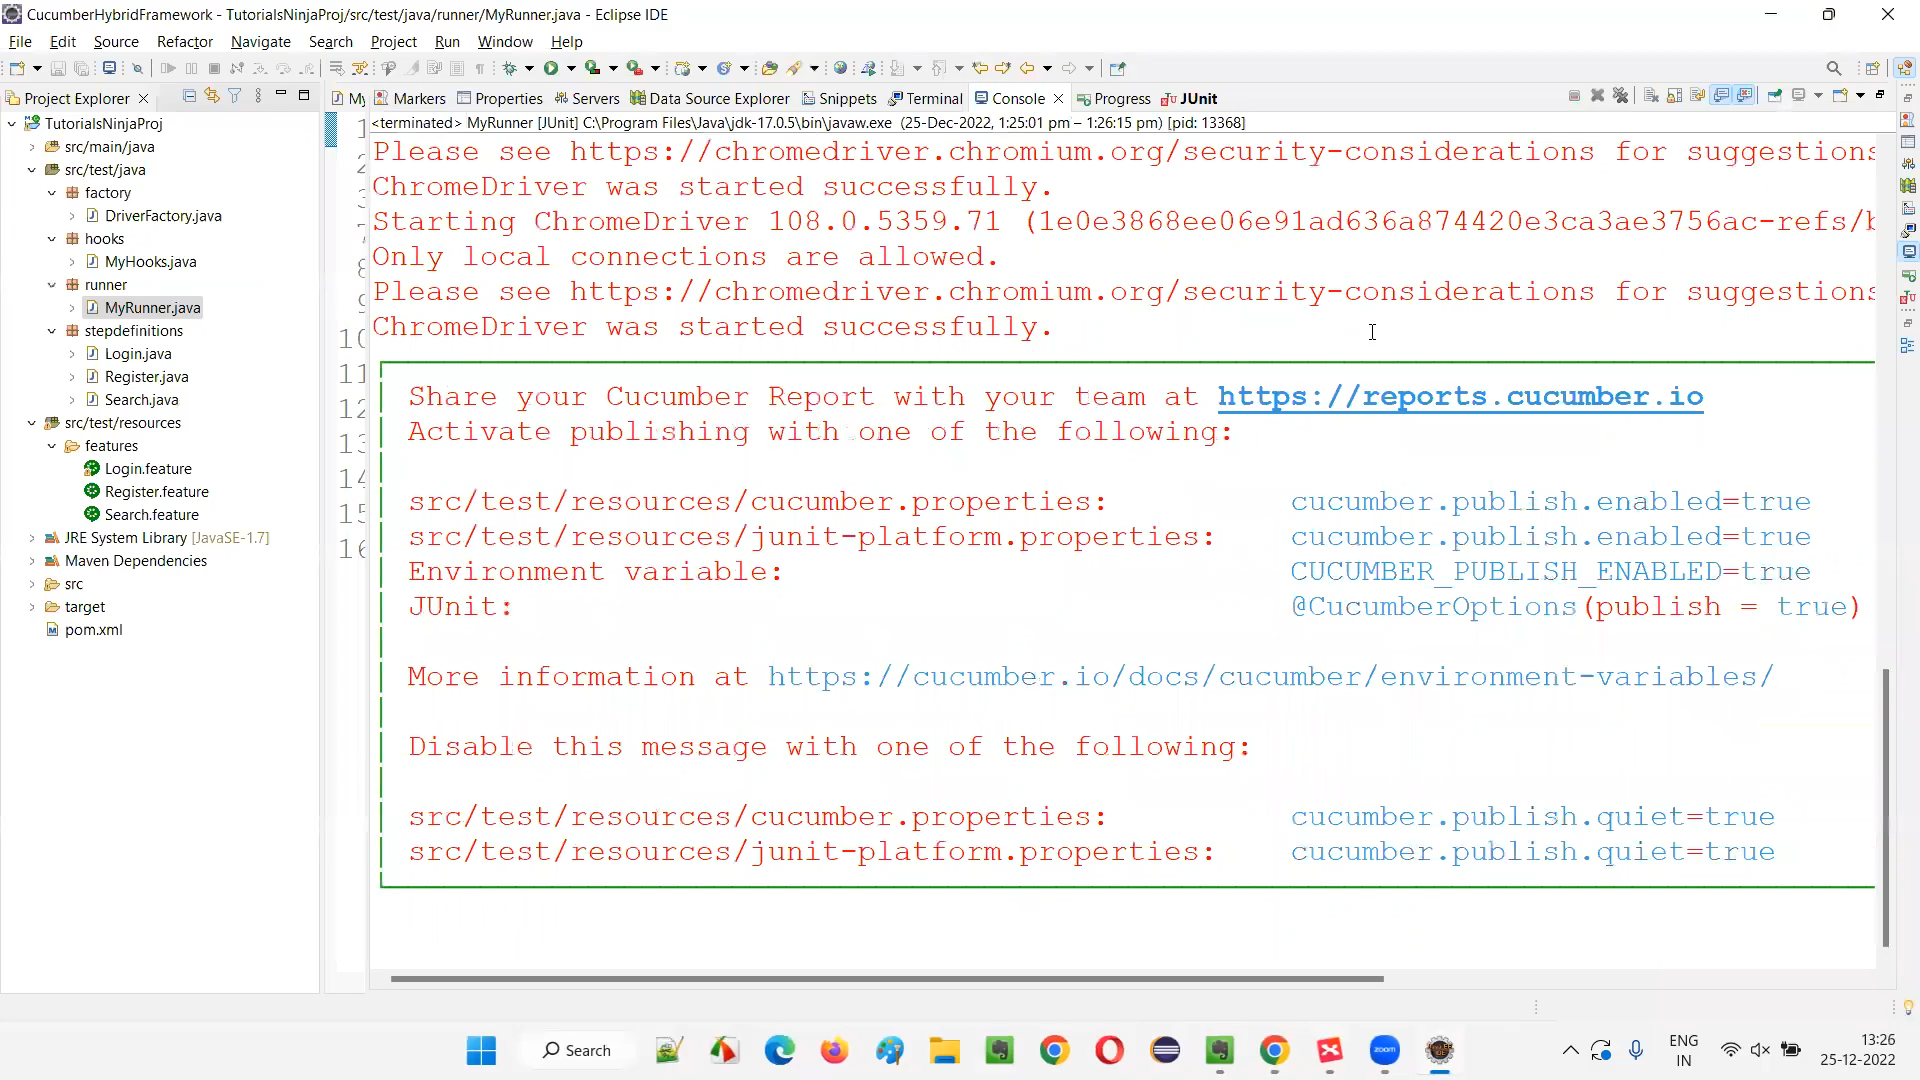 CucumberHybridFramework - TutorialsNinjaProj/src/test/java/runner/MyRunner.java - Eclipse IDE
File Edit Source Refactor Navigate Search Project Run Window Help
Project Explorer
My Markers Properties Servers Data Source Explorer Snippets Terminal Console Progress JUnit
<terminated> MyRunner [JUnit] C:\Program Files\Java\jdk-17.0.5\bin\javaw.exe (25-Dec-2022, 1:25:01 pm – 1:26:15 pm) [pid: 13368]
TutorialsNinjaProj
src/main/java
src/test/java
factory
DriverFactory.java
hooks
MyHooks.java
runner
MyRunner.java
stepdefinitions
Login.java
Register.java
Search.java
src/test/resources
features
Login.feature
Register.feature
Search.feature
JRE System Library [JavaSE-1.7]
Maven Dependencies
src
target
pom.xml
10
11
12
13
14
15
16
Please see https://chromedriver.chromium.org/security-considerations for suggestions
ChromeDriver was started successfully.
Starting ChromeDriver 108.0.5359.71 (1e0e3868ee06e91ad636a874420e3ca3ae3756ac-refs/b
Only local connections are allowed.
Please see https://chromedriver.chromium.org/security-considerations for suggestions
ChromeDriver was started successfully.
Share your Cucumber Report with your team at https://reports.cucumber.io
Activate publishing with one of the following:
src/test/resources/cucumber.properties: cucumber.publish.enabled=true
src/test/resources/junit-platform.properties: cucumber.publish.enabled=true
Environment variable: CUCUMBER_PUBLISH_ENABLED=true
JUnit: @CucumberOptions(publish = true)
More information at https://cucumber.io/docs/cucumber/environment-variables/
Disable this message with one of the following:
src/test/resources/cucumber.properties: cucumber.publish.quiet=true
src/test/resources/junit-platform.properties: cucumber.publish.quiet=true
Search
zoom
ENG
IN
13:26
25-12-2022